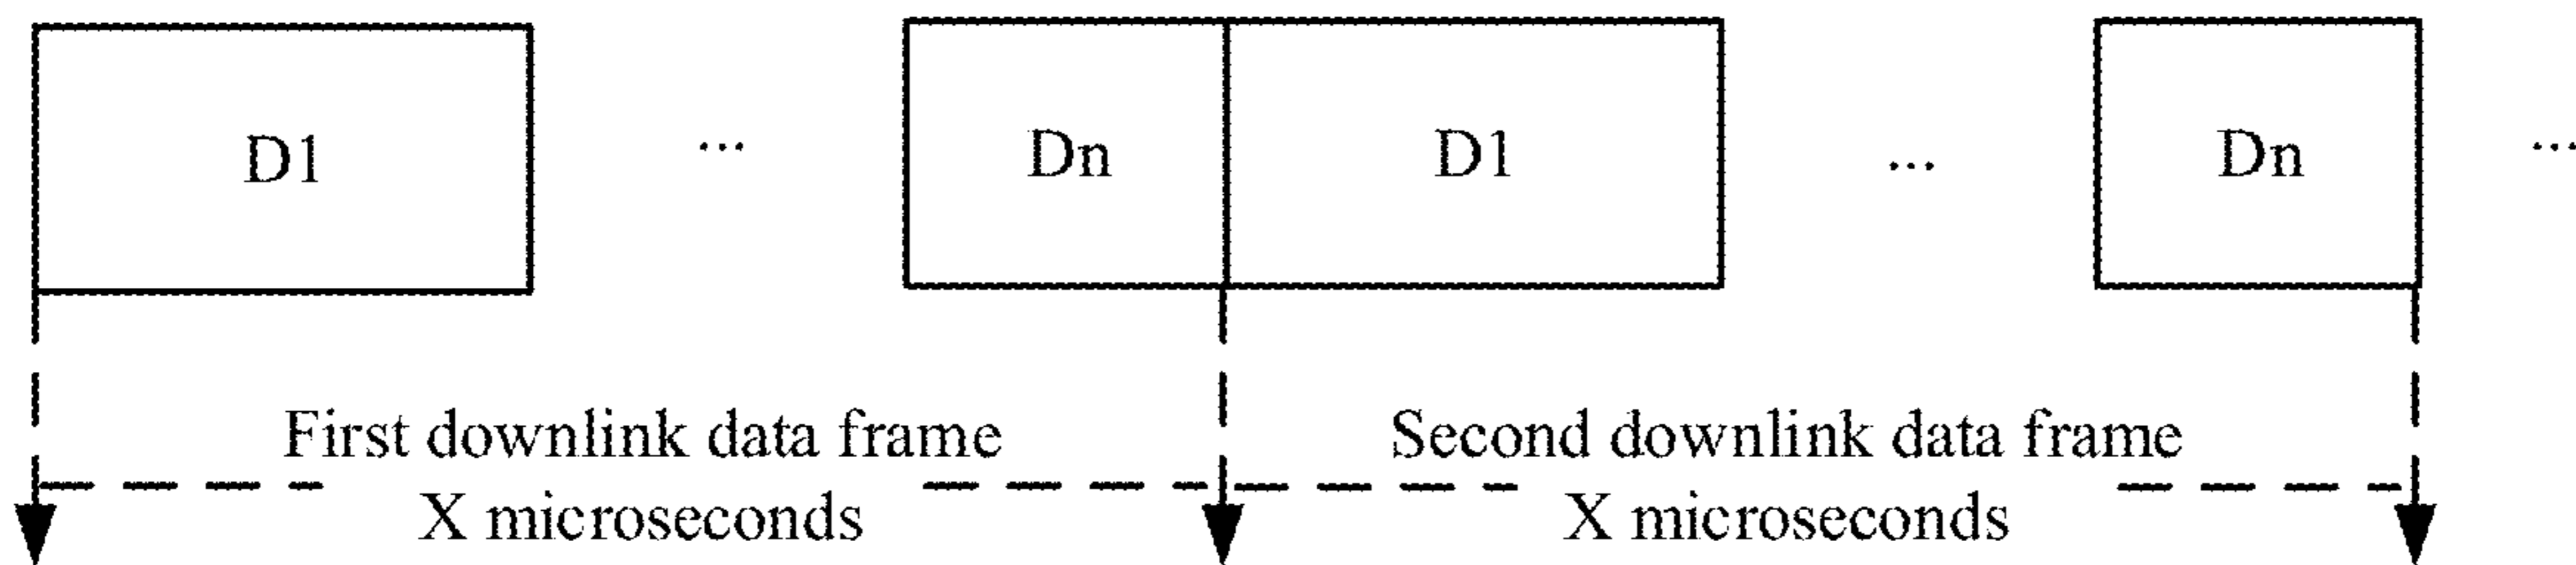 D1 ... Dn D1 ... Dn ...
First downlink data frame Second downlink data frame
X microseconds X microseconds